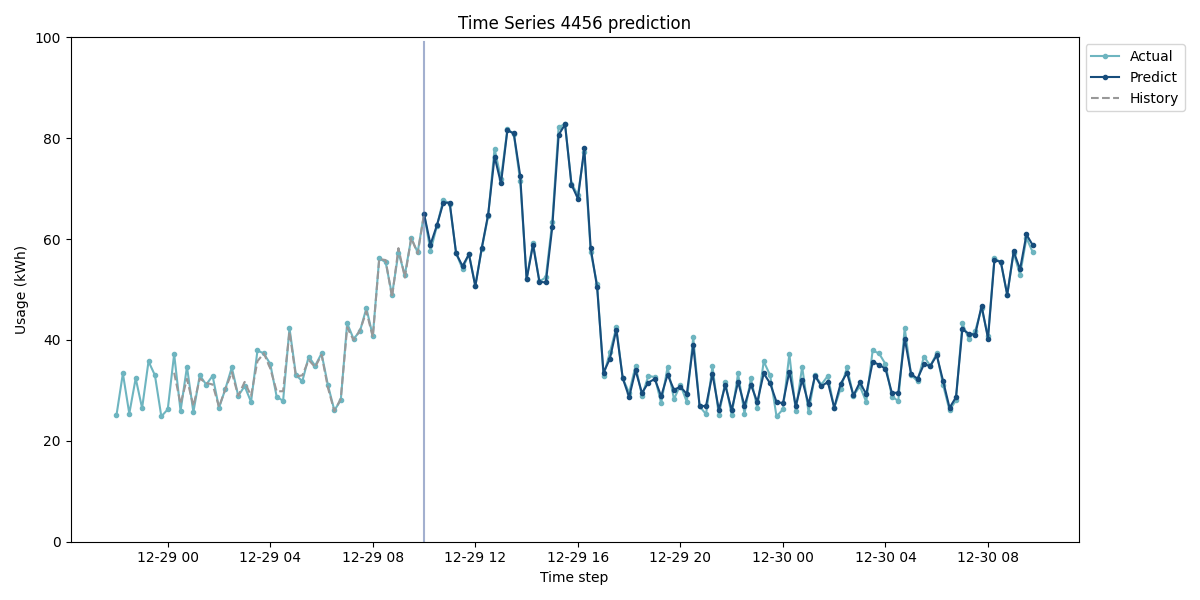 Time Series 4456 prediction
100
80
60
40
20
0
Usage (kWh)
12-29 00
12-29 04
12-29 08
12-29 12
12-29 16
12-29 20
12-30 00
12-30 04
12-30 08
Time step
Actual
Predict
History